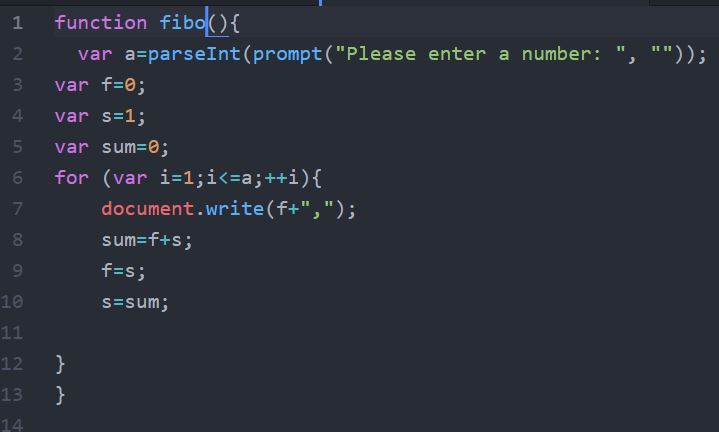 1 function fibo(){
2   var a=parseInt(prompt("Please enter a number: ", ""));
3 var f=0;
4 var s=1;
5 var sum=0;
6 for (var i=1;i<=a;++i){
7     document.write(f+",");
8     sum=f+s;
9     f=s;
10     s=sum;
11
12 }
13 }
14